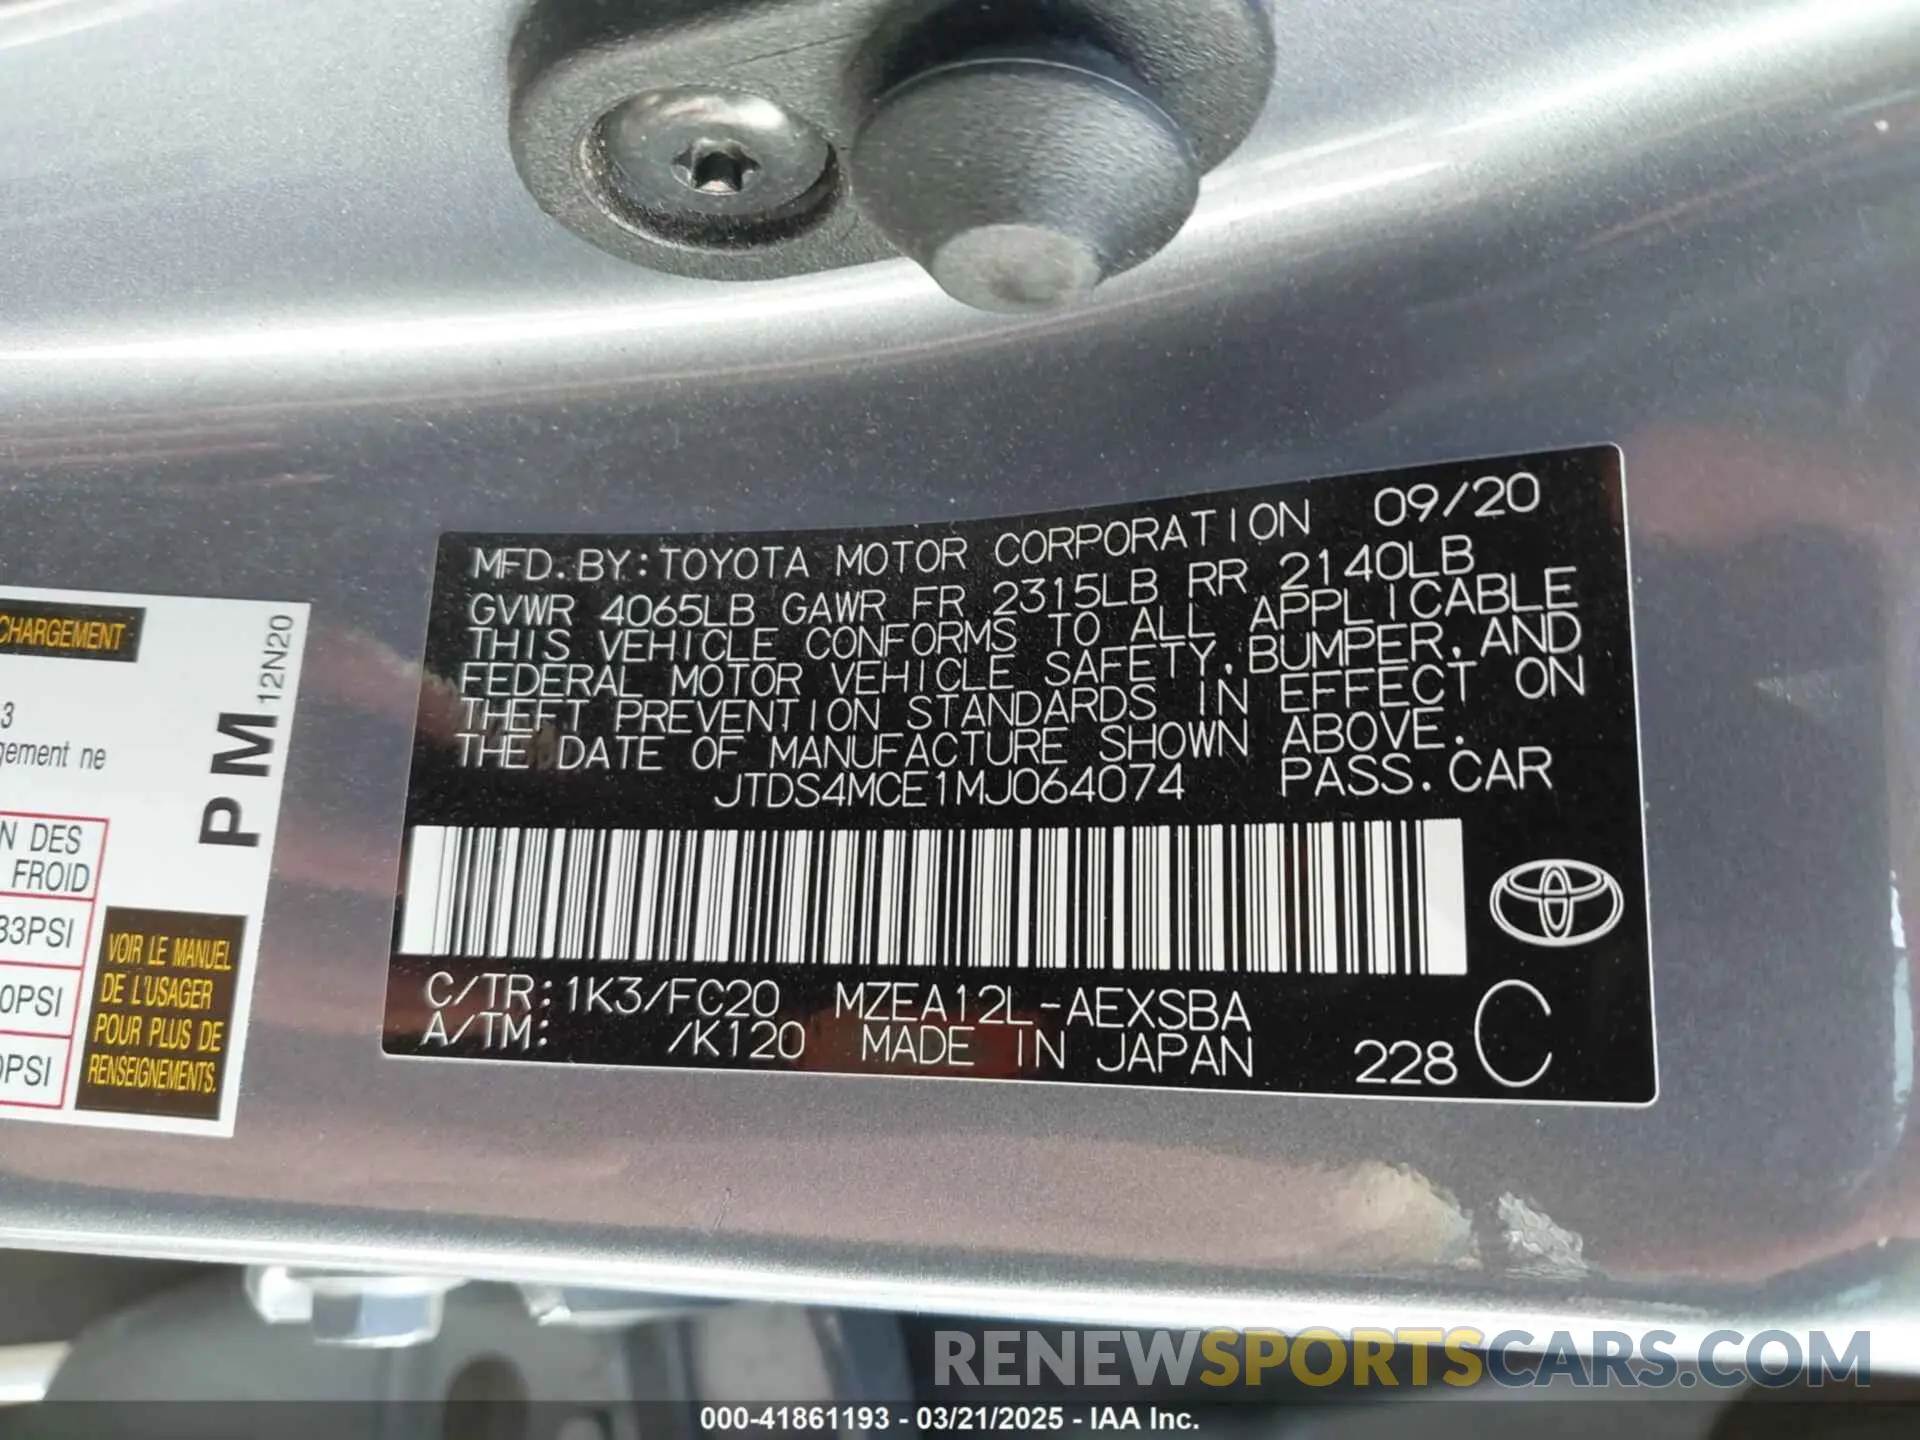 CHARGEMENT
12N20
PM
3
gement ne
N DES
FROID
33PSI
0PSI
0PSI
VOIR LE MANUEL
DE L'USAGER
POUR PLUS DE
RENSEIGNEMENTS.
MFD. BY: TOYOTA MOTOR CORPORATION 09/20
GVWR 4065LB GAWR FR 2315LB RR 2140LB
THIS VEHICLE CONFORMS TO ALL APPLICABLE
FEDERAL MOTOR VEHICLE SAFETY, BUMPER, AND
THEFT PREVENTION STANDARDS IN EFFECT ON
THE DATE OF MANUFACTURE SHOWN ABOVE.
JTDS4MCE1MJ064074 PASS. CAR
C/TR: 1K3/FC20 MZEA12L-AEXSBA
A/TM: /K120 MADE IN JAPAN 228 C
RENEWSPORTSCARS.COM
000-41861193 - 03/21/2025 - IAA Inc.